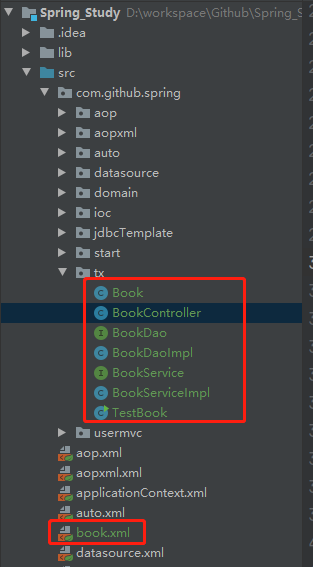 Spring_Study D:\workspace\Github\Spring_S
.idea
lib
src
com.github.spring
aop
aopxml
auto
datasource
domain
ioc
jdbcTemplate
start
tx
Book
BookController
BookDao
BookDaoImpl
BookService
BookServiceImpl
TestBook
usermvc
aop.xml
aopxml.xml
applicationContext.xml
auto.xml
book.xml
datasource.xml